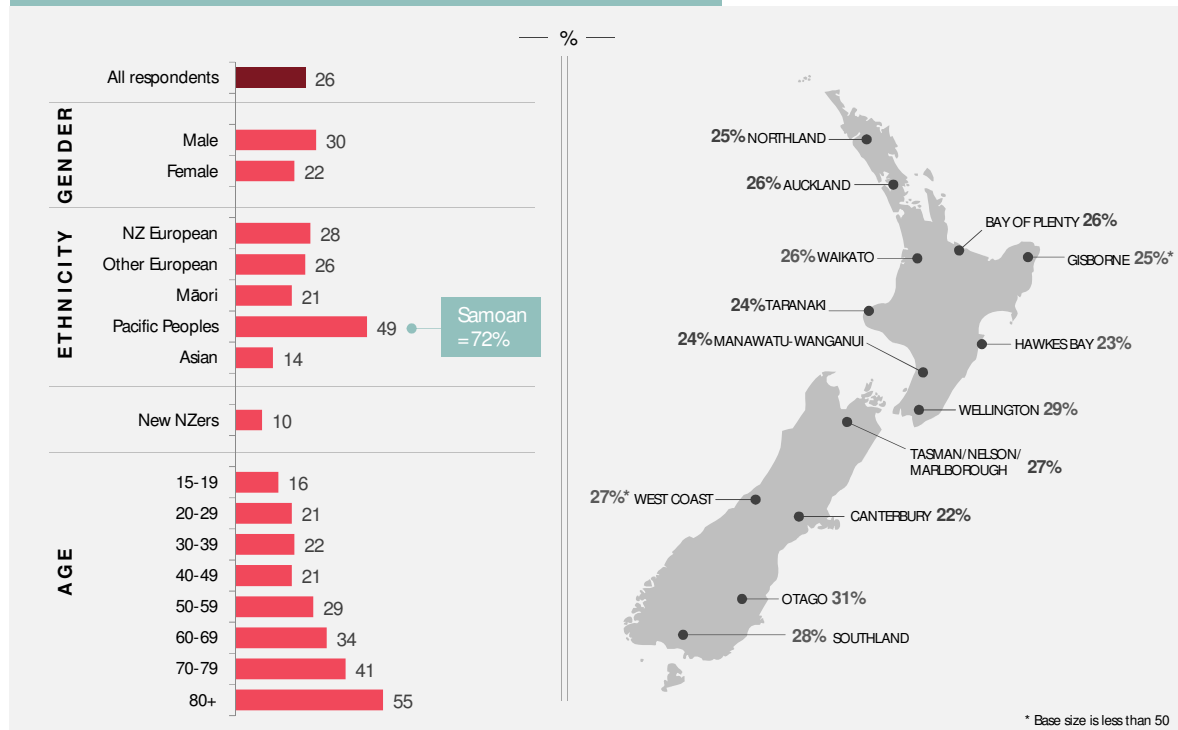 %
All respondents 26
GENDER
Male 30
Female 22
ETHNICITY
NZ European 28
Other European 26
Māori 21
Pacific Peoples 49
Samoan
=72%
Asian 14
New NZers 10
AGE
15-19 16
20-29 21
30-39 22
40-49 21
50-59 29
60-69 34
70-79 41
80+ 55
25% NORTHLAND
26% AUCKLAND
BAY OF PLENTY 26%
26% WAIKATO
GISBORNE 25%*
24% TARANAKI
24% MANAWATU-WANGANUI
HAWKES BAY 23%
WELLINGTON 29%
TASMAN/NELSON/
MARLBOROUGH 27%
27%* WEST COAST
CANTERBURY 22%
OTAGO 31%
28% SOUTHLAND
* Base size is less than 50